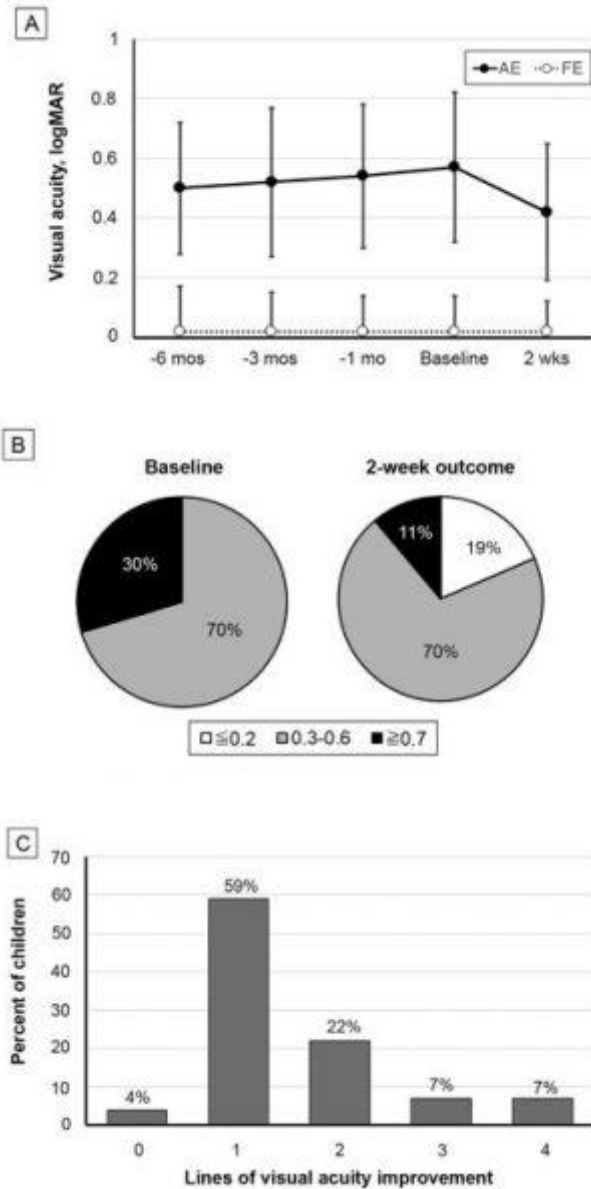 A
Visual acuity, logMAR
1
0.8
0.6
0.4
0.2
0
AE FE
-6 mos -3 mos -1 mo Baseline 2 wks
B
Baseline 2-week outcome
30%
70%
11%
19%
70%
≦0.2 0.3-0.6 ≧0.7
C
Percent of children
70
60
50
40
30
20
10
0
4%
59%
22%
7%
7%
0 1 2 3 4
Lines of visual acuity improvement